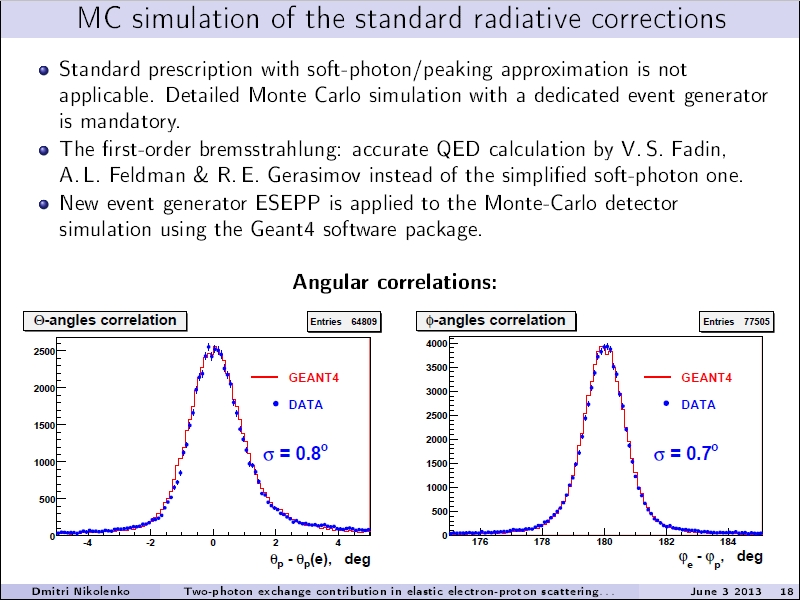 MC simulation of the standard radiative corrections
Standard prescription with soft-photon/peaking approximation is not
applicable. Detailed Monte Carlo simulation with a dedicated event generator
is mandatory.
The first-order bremsstrahlung: accurate QED calculation by V. S. Fadin,
A. L. Feldman & R. E. Gerasimov instead of the simplified soft-photon one.
New event generator ESEPP is applied to the Monte-Carlo detector
simulation using the Geant4 software package.
Angular correlations:
Θ-angles correlation
Entries 64809
2500
2000
1500
1000
500
0
GEANT4
DATA
σ = 0.8°
-4 -2 0 2 4
θp - θp(e), deg
φ-angles correlation
Entries 77505
4000
3500
3000
2500
2000
1500
1000
500
0
GEANT4
DATA
σ = 0.7°
176 178 180 182 184
φe - φp, deg
Dmitri Nikolenko Two-photon exchange contribution in elastic electron-proton scattering... June 3 2013 18